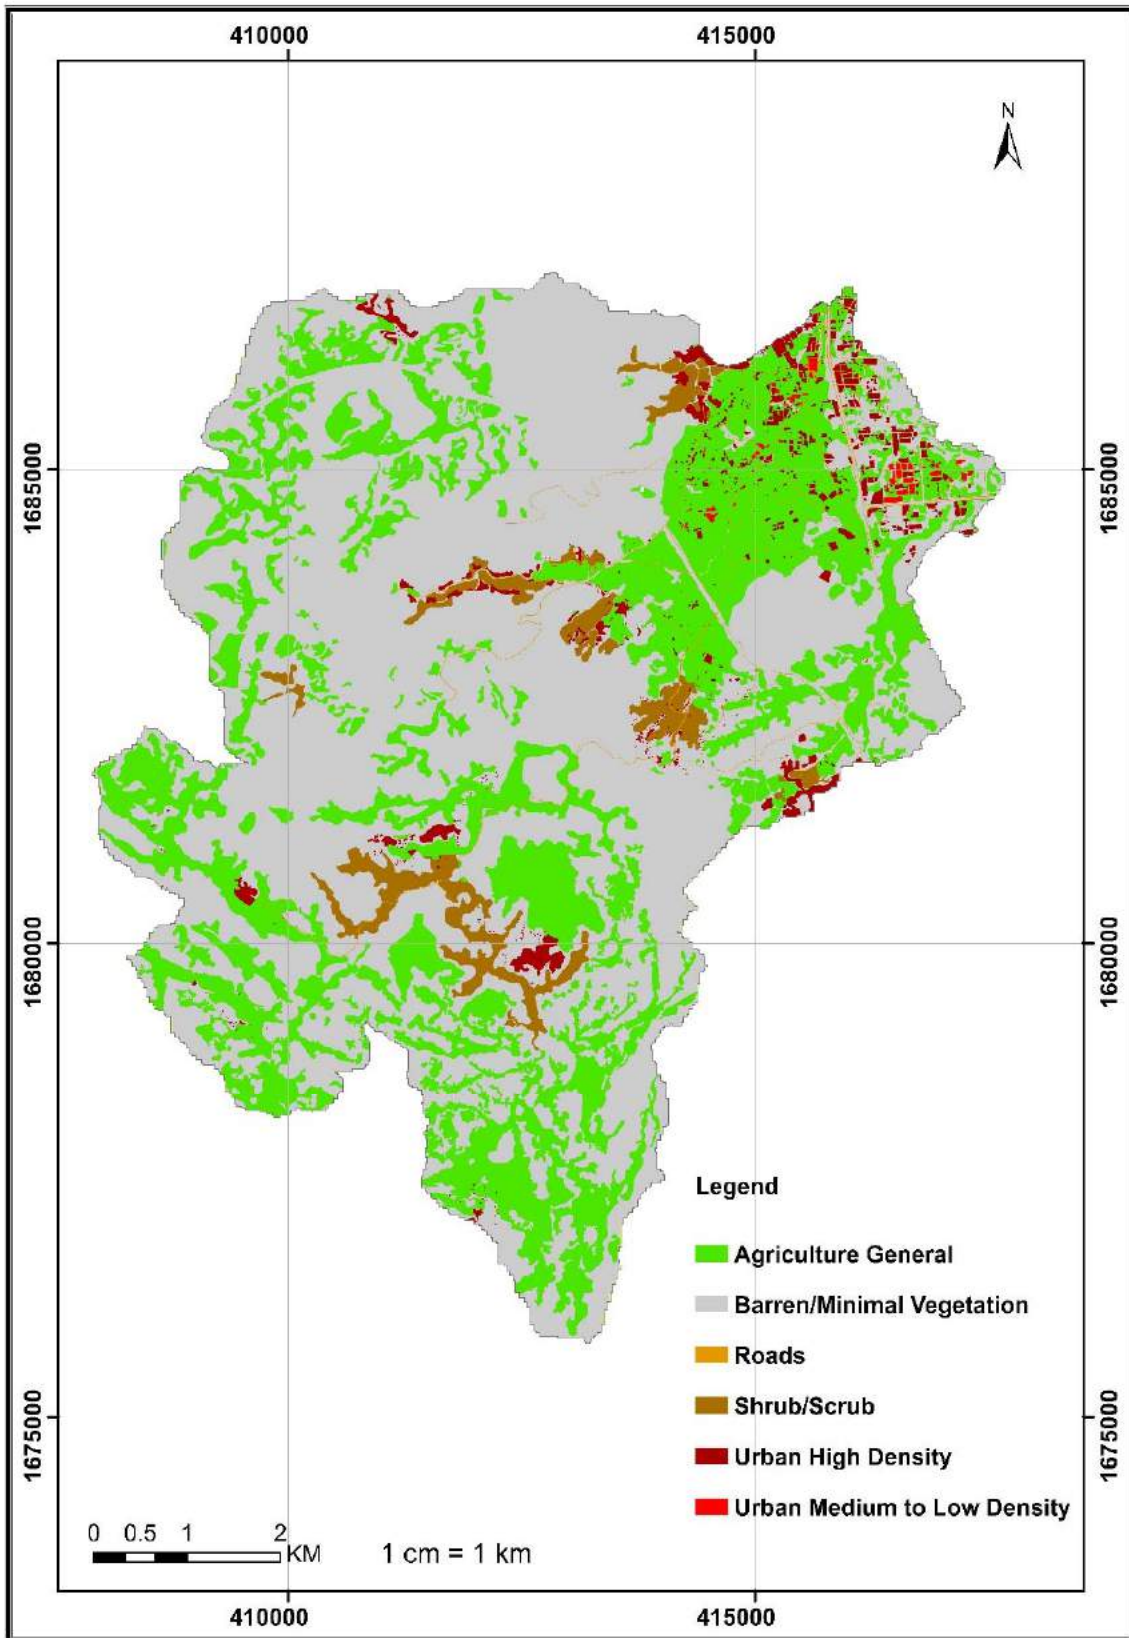 410000 415000
N
1685000 1685000
1680000 1680000
Legend
Agriculture General
Barren/Minimal Vegetation
Roads
Shrub/Scrub
1675000 1675000
Urban High Density
Urban Medium to Low Density
0 0.5 1 2
KM 1 cm = 1 km
410000 415000